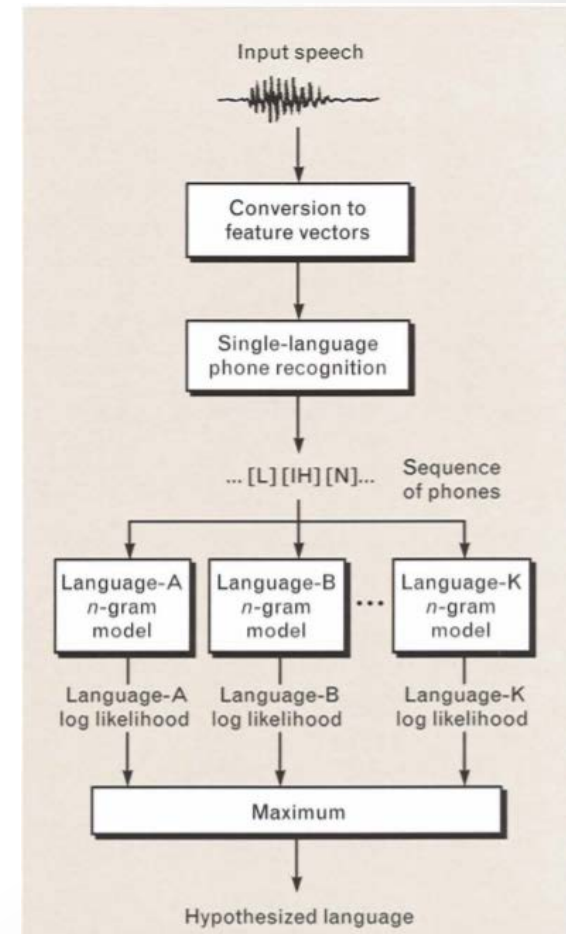 Input speech
Conversion to
feature vectors
Single-language
phone recognition
... [L] [IH] [N]...
Sequence
of phones
Language-A
n-gram
model
Language-B
n-gram
model
...
Language-K
n-gram
model
Language-A
log likelihood
Language-B
log likelihood
Language-K
log likelihood
Maximum
Hypothesized language